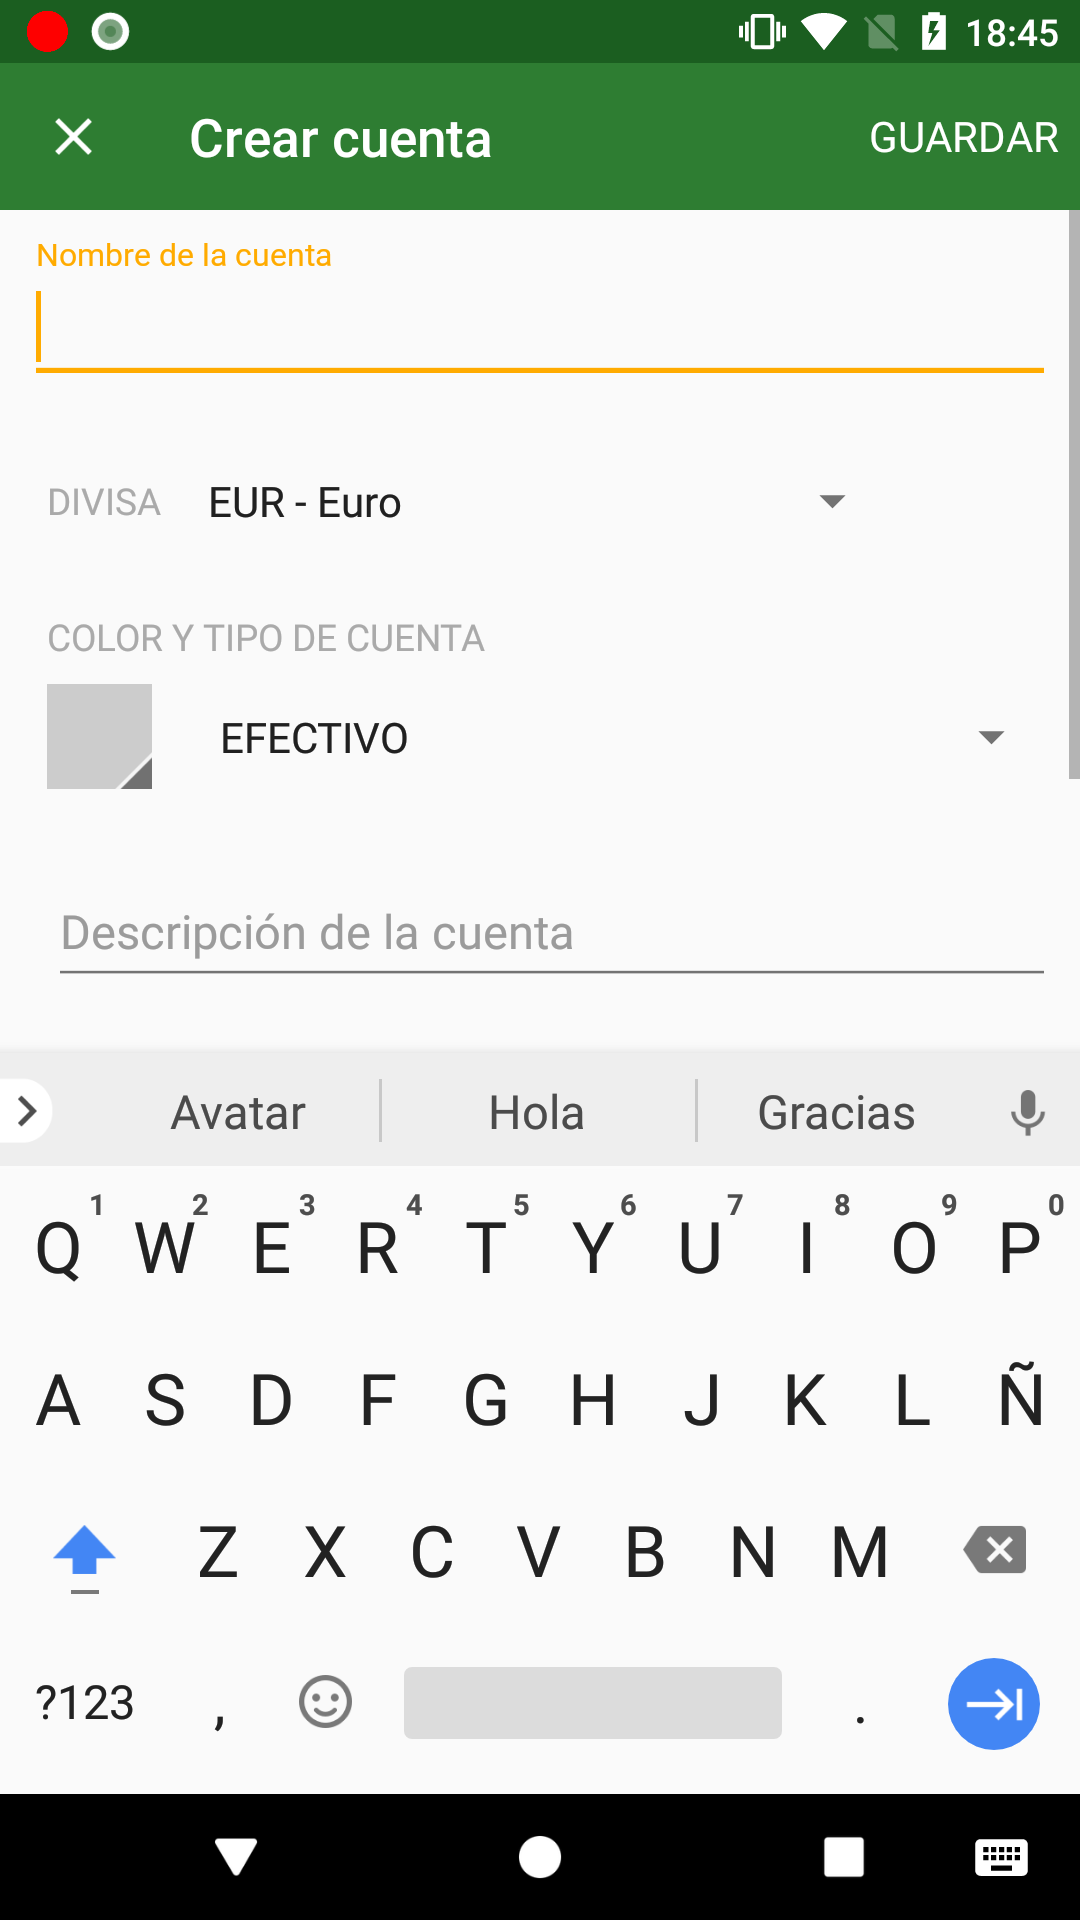 18:45
Crear cuenta
GUARDAR
Nombre de la cuenta
DIVISA EUR - Euro
COLOR Y TIPO DE CUENTA
EFECTIVO
Descripción de la cuenta
Avatar Hola Gracias
1 2 3 4 5 6 7 8 9 0
Q W E R T Y U I O P
A S D F G H J K L Ñ
Z X C V B N M
?123 , .